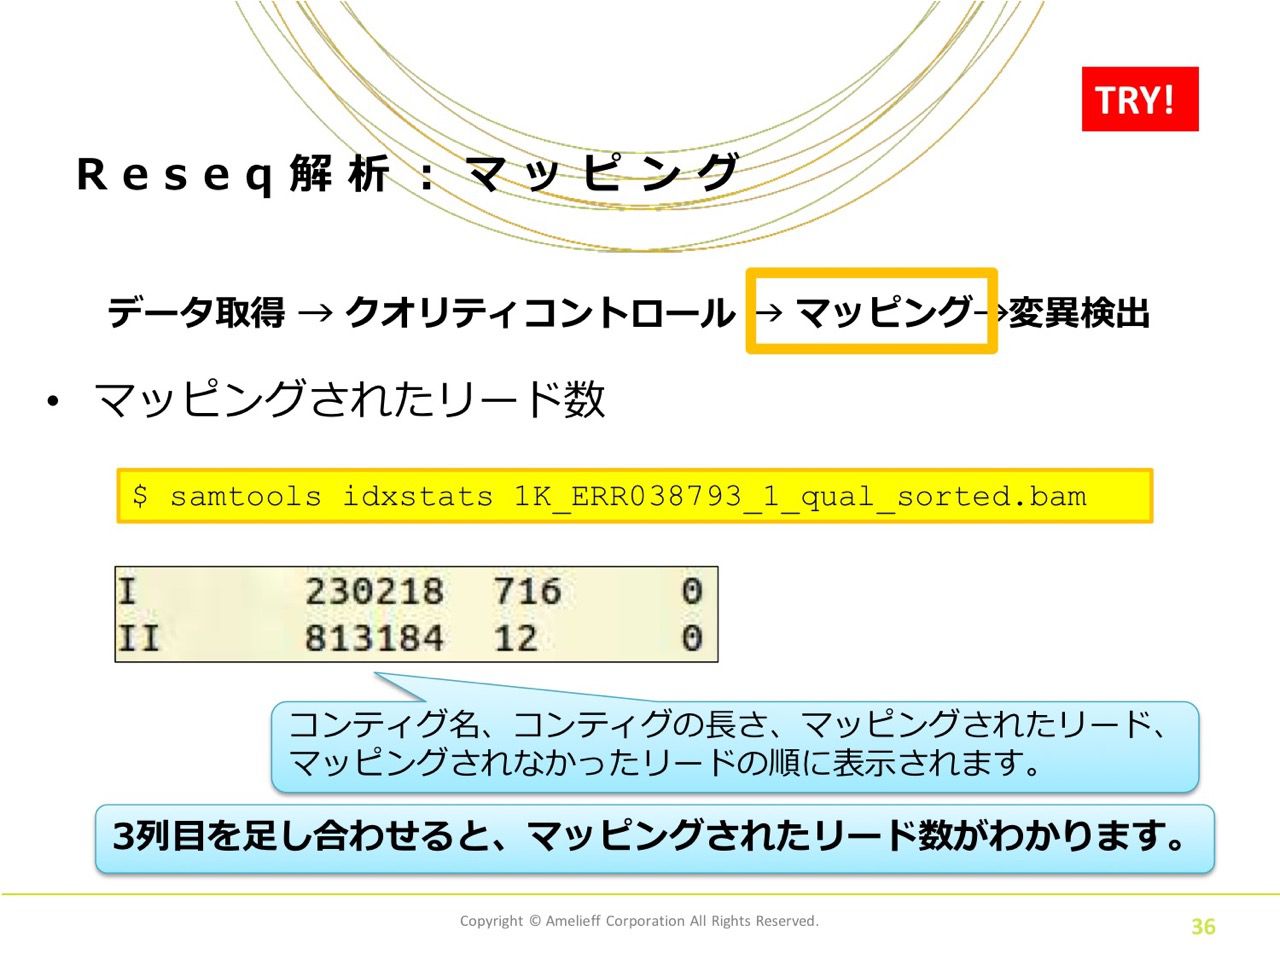 TRY!
Reseq解析：マッピング
データ取得 → クオリティコントロール → マッピング→変異検出
• マッピングされたリード数
$ samtools idxstats 1K_ERR038793_1_qual_sorted.bam
I 230218 716 0
II 813184 12 0
コンティグ名、コンティグの長さ、マッピングされたリード、
マッピングされなかったリードの順に表示されます。
3列目を足し合わせると、マッピングされたリード数がわかります。
Copyright © Amelieff Corporation All Rights Reserved.
36